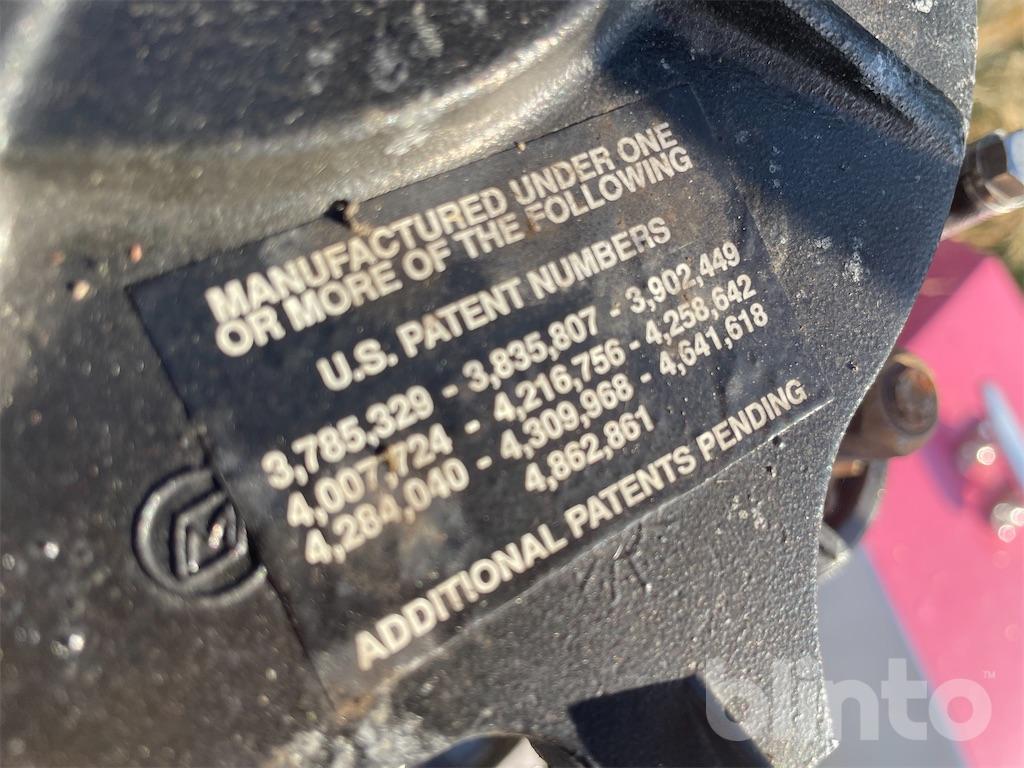 MANUFACTURED UNDER ONE
OR MORE OF THE FOLLOWING
U.S. PATENT NUMBERS
3,785,329 - 3,835,807 - 3,902,449
4,007,724 - 4,216,756 - 4,258,642
4,284,040 - 4,309,968 - 4,641,618
4,862,861
ADDITIONAL PATENTS PENDING
blinto™